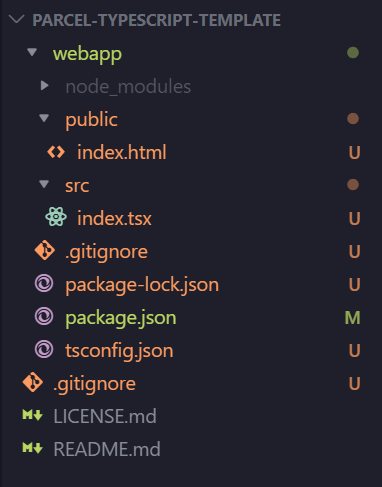 PARCEL-TYPESCRIPT-TEMPLATE
webapp
node_modules
public
index.html U
src
index.tsx U
.gitignore U
package-lock.json U
package.json M
tsconfig.json U
.gitignore U
LICENSE.md
README.md